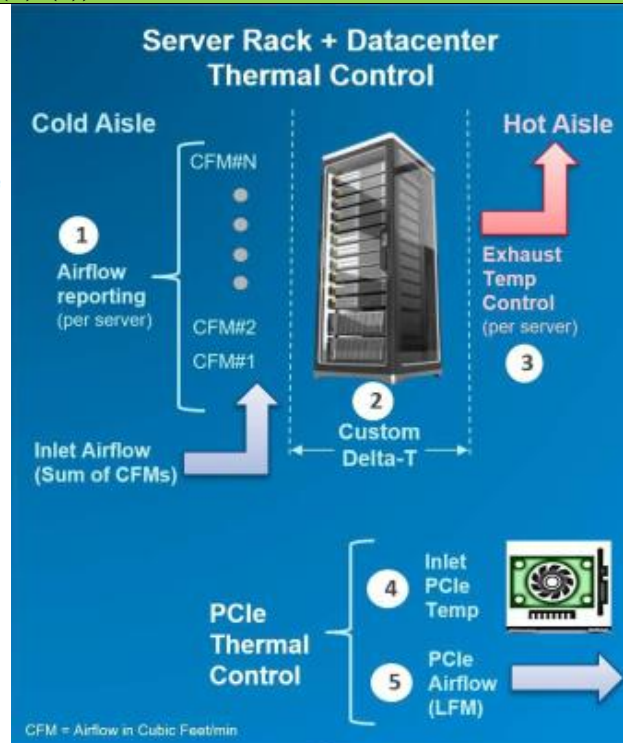 Server Rack + Datacenter
Thermal Control
Cold Aisle
Hot Aisle
CFM#N
1
Airflow
reporting
(per server)
CFM#2
CFM#1
Inlet Airflow
(Sum of CFMs)
2
Custom
Delta-T
Exhaust
Temp
Control
(per server)
3
PCIe
Thermal
Control
4
Inlet
PCIe
Temp
5
PCIe
Airflow
(LFM)
CFM = Airflow in Cubic Feet/min